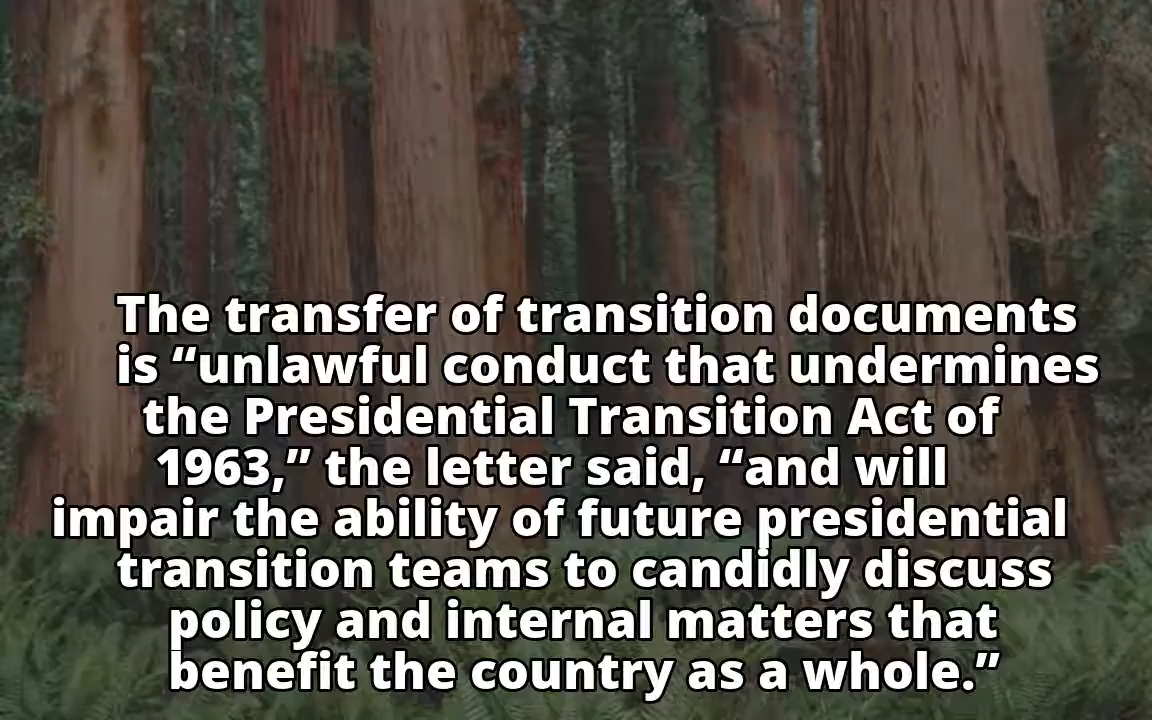 The transfer of transition documents
is “unlawful conduct that undermines
the Presidential Transition Act of
1963,” the letter said, “and will
impair the ability of future presidential
transition teams to candidly discuss
policy and internal matters that
benefit the country as a whole.”